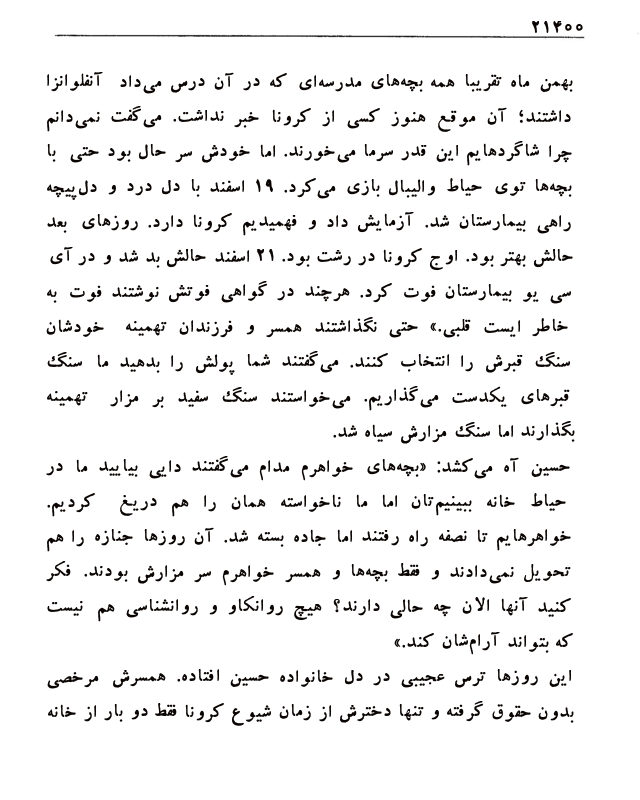 ۲۱۴۰۰
بهمن ماه تقریبا همه بچه‌های مدرسه‌ای که در آن درس می‌داد آنفلوانزا
داشتند؛ آن موقع هنوز کسی از کرونا خبر نداشت. می‌گفت نمی‌دانم
چرا شاگردهایم این قدر سرما می‌خورند. اما خودش سر حال بود حتی با
بچه‌ها توی حیاط والیبال بازی می‌کرد. ۱۹ اسفند با دل درد و دل‌پیچه
راهی بیمارستان شد. آزمایش داد و فهمیدیم کرونا دارد. روزهای بعد
حالش بهتر بود. اوج کرونا در رشت بود. ۲۱ اسفند حالش بد شد و در آی
سی یو بیمارستان فوت کرد. هرچند در گواهی فوتش نوشتند فوت به
خاطر ایست قلبی.» حتی نگذاشتند همسر و فرزندان تهمینه خودشان
سنگ قبرش را انتخاب کنند. می‌گفتند شما پولش را بدهید ما سنگ
قبرهای یکدست می‌گذاریم. می‌خواستند سنگ سفید بر مزار تهمینه
بگذارند اما سنگ مزارش سیاه شد.
حسین آه می‌کشد: «بچه‌های خواهرم مدام می‌گفتند دایی بیایید ما در
حیاط خانه ببینیم‌تان اما ما ناخواسته همان را هم دریغ کردیم.
خواهرهایم تا نصفه راه رفتند اما جاده بسته شد. آن روزها جنازه را هم
تحویل نمی‌دادند و فقط بچه‌ها و همسر خواهرم سر مزارش بودند. فکر
کنید آنها الان چه حالی دارند؟ هیچ روانکاو و روانشناسی هم نیست
که بتواند آرام‌شان کند.»
این روزها ترس عجیبی در دل خانواده حسین افتاده. همسرش مرخصی
بدون حقوق گرفته و تنها دخترش از زمان شیوع کرونا فقط دو بار از خانه